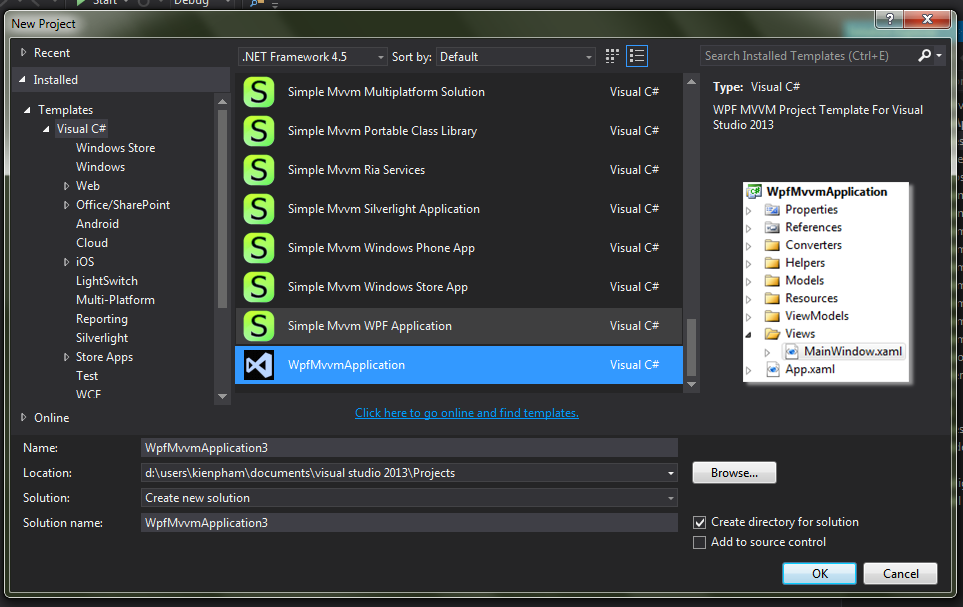 Start
Debug
New Project
?
Recent
Installed
Templates
Visual C#
Windows Store
Windows
Web
Office/SharePoint
Android
Cloud
iOS
LightSwitch
Multi-Platform
Reporting
Silverlight
Store Apps
Test
WCF
Online
.NET Framework 4.5
Sort by: Default
Search Installed Templates (Ctrl+E)
S Simple Mvvm Multiplatform Solution Visual C#
S Simple Mvvm Portable Class Library Visual C#
S Simple Mvvm Ria Services Visual C#
S Simple Mvvm Silverlight Application Visual C#
S Simple Mvvm Windows Phone App Visual C#
S Simple Mvvm Windows Store App Visual C#
S Simple Mvvm WPF Application Visual C#
WpfMvvmApplication Visual C#
Click here to go online and find templates.
Type: Visual C#
WPF MVVM Project Template For Visual
Studio 2013
WpfMvvmApplication
Properties
References
Converters
Helpers
Models
Resources
ViewModels
Views
MainWindow.xaml
App.xaml
Name: WpfMvvmApplication3
Location: d:\users\kienpham\documents\visual studio 2013\Projects
Browse...
Solution: Create new solution
Solution name: WpfMvvmApplication3
Create directory for solution
Add to source control
OK
Cancel